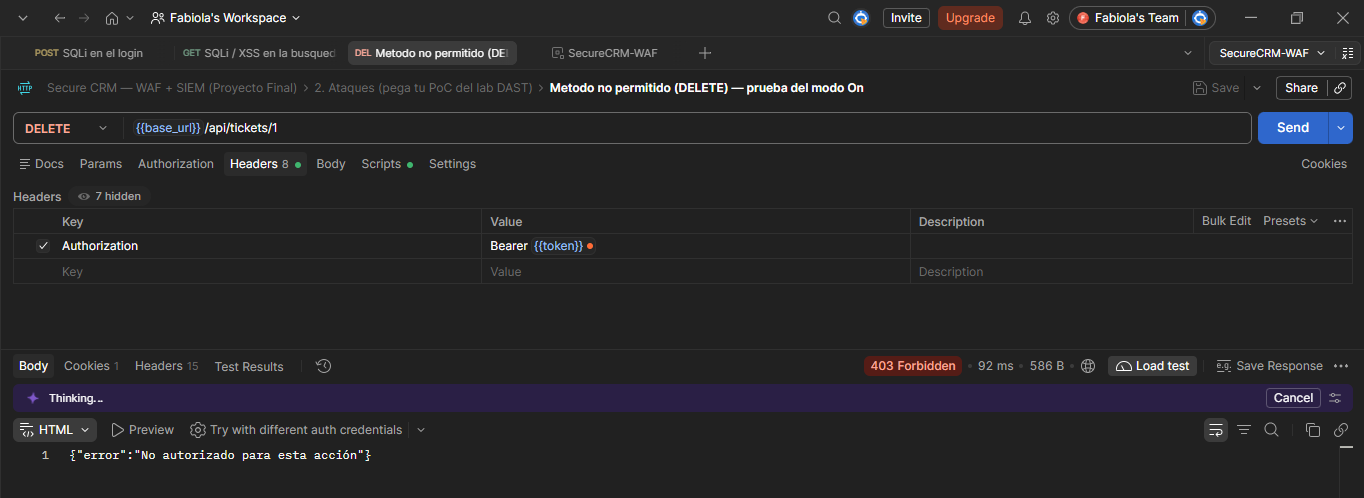 Fabiola's Workspace
Invite
Upgrade
Fabiola's Team
POST SQLi en el login
GET SQLi / XSS en la busqued
DEL Metodo no permitido (DE
SecureCRM-WAF
SecureCRM-WAF
HTTP
Secure CRM — WAF + SIEM (Proyecto Final) > 2. Ataques (pega tu PoC del lab DAST) > Metodo no permitido (DELETE) — prueba del modo On
Save
Share
DELETE
{{base_url}} /api/tickets/1
Send
Docs
Params
Authorization
Headers 8
Body
Scripts
Settings
Cookies
Headers
7 hidden
Key
Value
Description
Bulk Edit
Presets
Authorization
Bearer {{token}}
Key
Value
Description
Body
Cookies 1
Headers 15
Test Results
403 Forbidden
92 ms
586 B
Load test
e.g. Save Response
Thinking...
Cancel
HTML
Preview
Try with different auth credentials
1 {"error":"No autorizado para esta acción"}